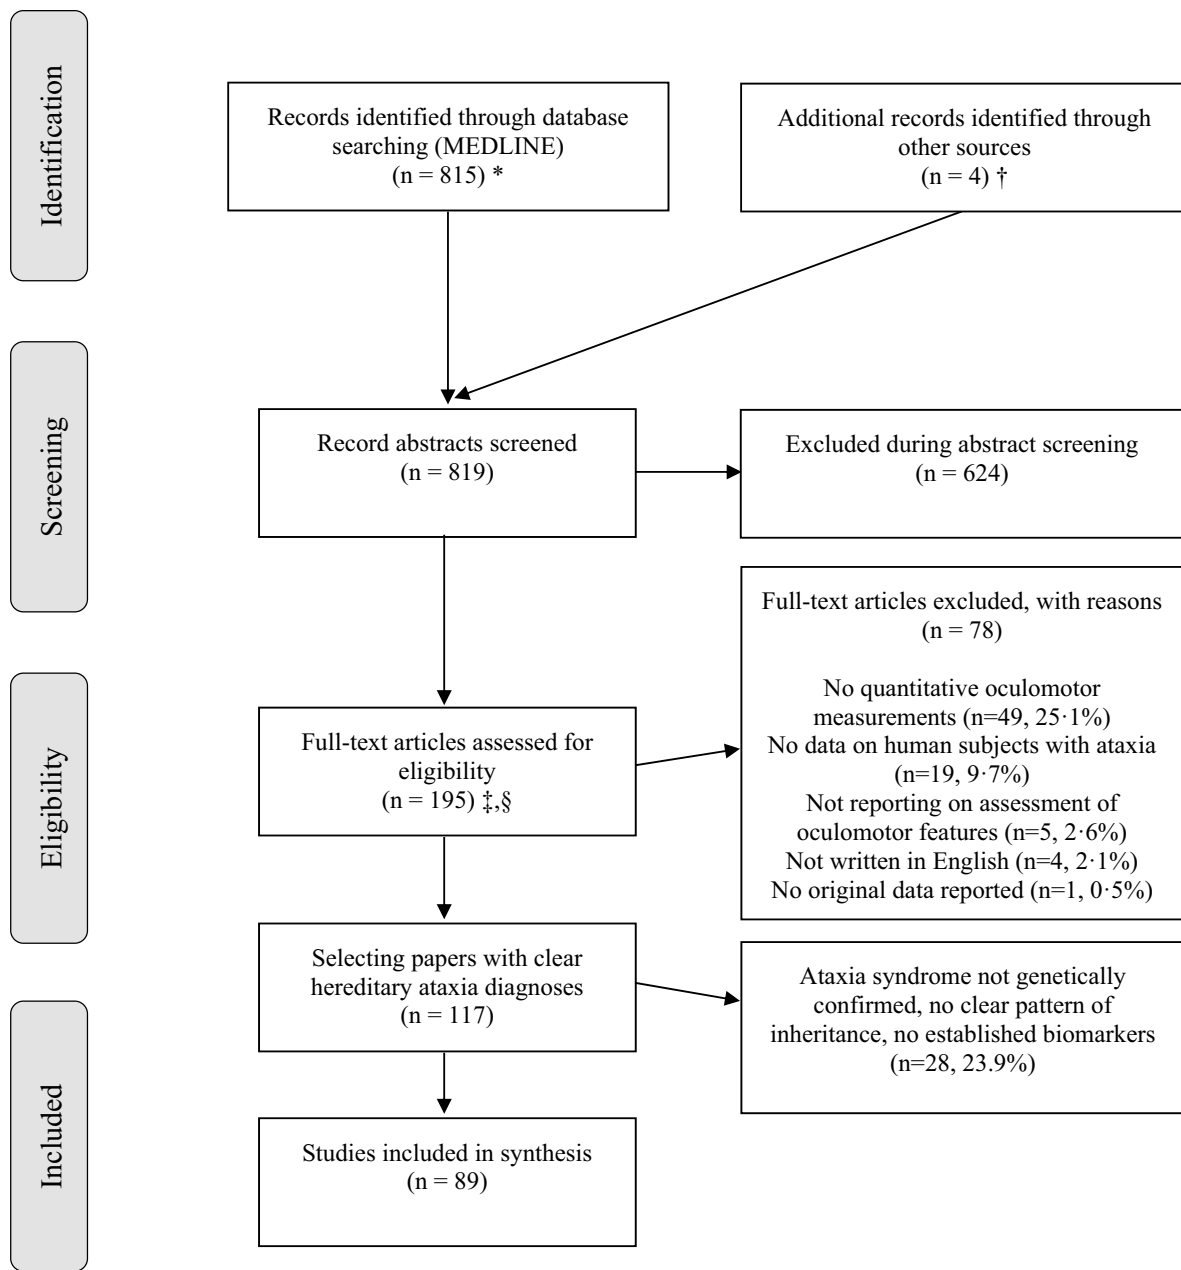 Identification
Records identified through database
searching (MEDLINE)
(n = 815) *
Additional records identified through
other sources
(n = 4) †
Screening
Record abstracts screened
(n = 819)
Excluded during abstract screening
(n = 624)
Eligibility
Full-text articles assessed for
eligibility
(n = 195) ‡,§
Full-text articles excluded, with reasons
(n = 78)
No quantitative oculomotor
measurements (n=49, 25·1%)
No data on human subjects with ataxia
(n=19, 9·7%)
Not reporting on assessment of
oculomotor features (n=5, 2·6%)
Not written in English (n=4, 2·1%)
No original data reported (n=1, 0·5%)
Selecting papers with clear
hereditary ataxia diagnoses
(n = 117)
Ataxia syndrome not genetically
confirmed, no clear pattern of
inheritance, no established biomarkers
(n=28, 23.9%)
Included
Studies included in synthesis
(n = 89)